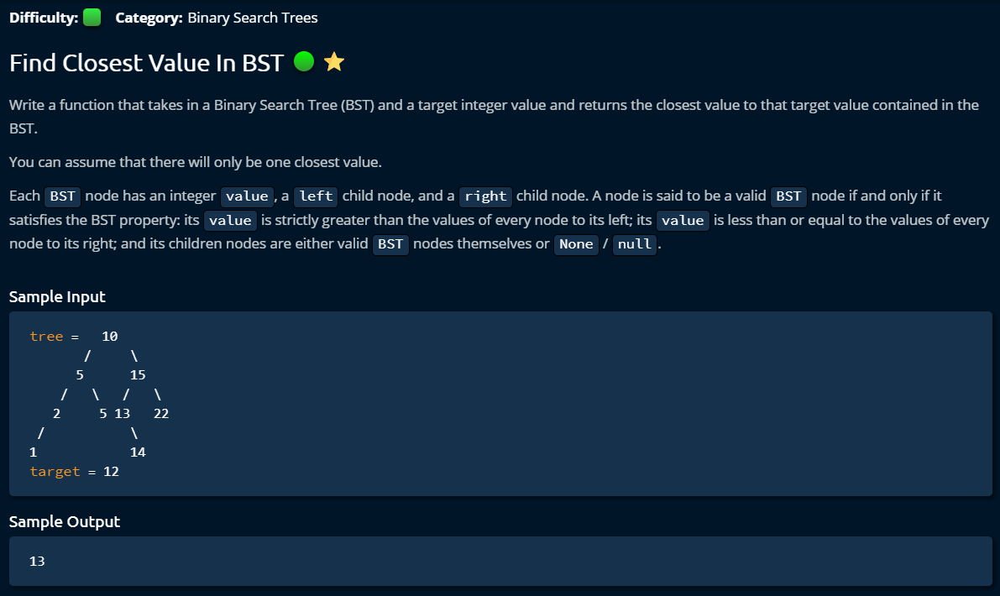 Difficulty: Category: Binary Search Trees
Find Closest Value In BST
Write a function that takes in a Binary Search Tree (BST) and a target integer value and returns the closest value to that target value contained in the
BST.
You can assume that there will only be one closest value.
Each BST node has an integer value, a left child node, and a right child node. A node is said to be a valid BST node if and only if it
satisfies the BST property: its value is strictly greater than the values of every node to its left; its value is less than or equal to the values of every
node to its right; and its children nodes are either valid BST nodes themselves or None / null.
Sample Input
tree =   10
       /     \
      5      15
    /   \   /   \
   2     5 13   22
 /           \
1            14
target = 12
Sample Output
13